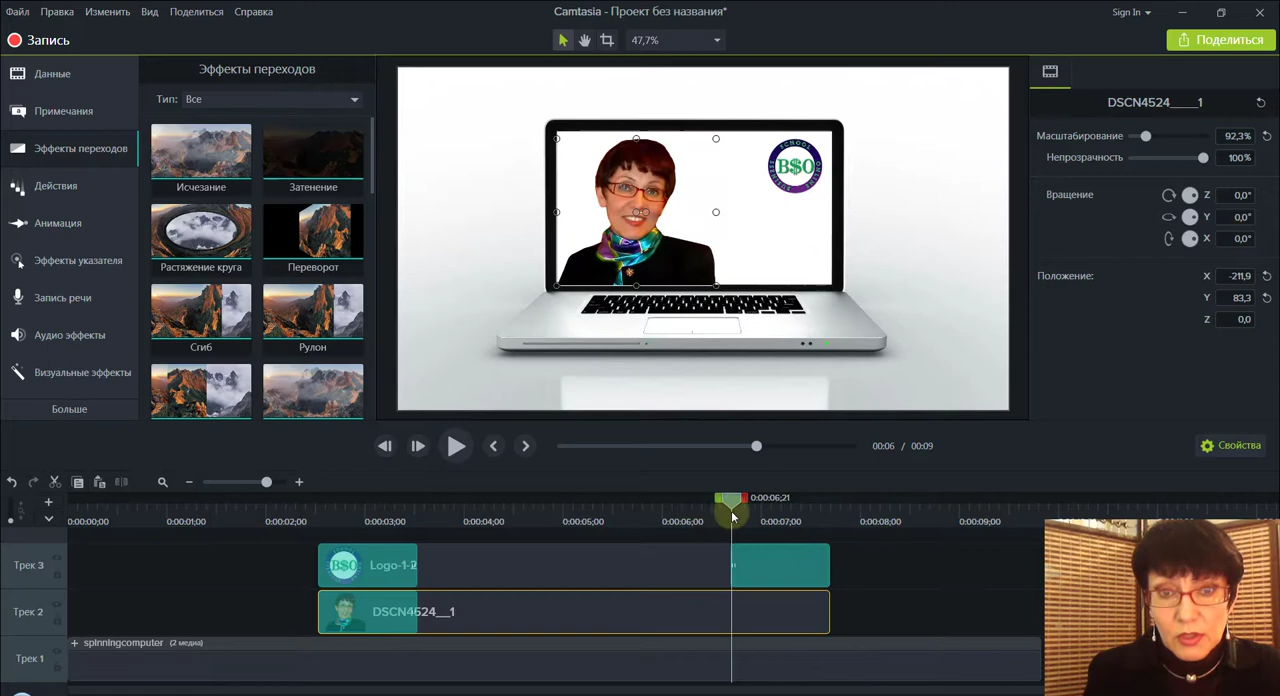 Файл Правка Изменить Вид Поделиться Справка
Camtasia - Проект без названия*
Sign In
Запись
47,7%
Поделиться
Данные
Примечания
Эффекты переходов
Действия
Анимация
Эффекты указателя
Запись речи
Аудио эффекты
Визуальные эффекты
Больше
Эффекты переходов
Тип: Все
Исчезание Затенение
Растяжение круга Переворот
Сгиб Рулон
SCHOOL
B$O
ONLINE
DSCN4524____1
Масштабирование 92,3%
Непрозрачность 100%
Вращение Z 0,0°
Y 0,0°
X 0,0°
Положение: X -211,9
Y 83,3
Z 0,0
00:06 / 00:09
Свойства
0:00:06;21
0:00:00;00 0:00:01;00 0:00:02;00 0:00:03;00 0:00:04;00 0:00:05;00 0:00:06;00 0:00:07;00 0:00:08;00 0:00:09;00
Трек 3
B$O
Logo-1-2
Трек 2
DSCN4524__1
Трек 1
+ spinningcomputer (2 медиа)